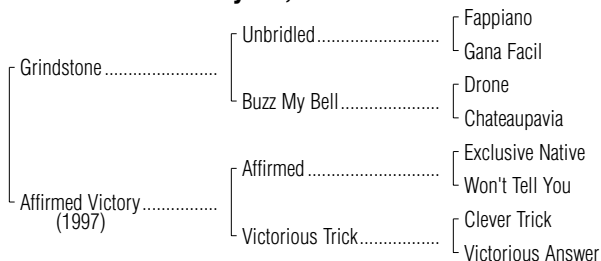 Fappiano
Unbridled
Gana Facil
Grindstone
Drone
Buzz My Bell
Chateaupavia
Exclusive Native
Affirmed
Won't Tell You
Affirmed Victory
(1997)
Clever Trick
Victorious Trick
Victorious Answer